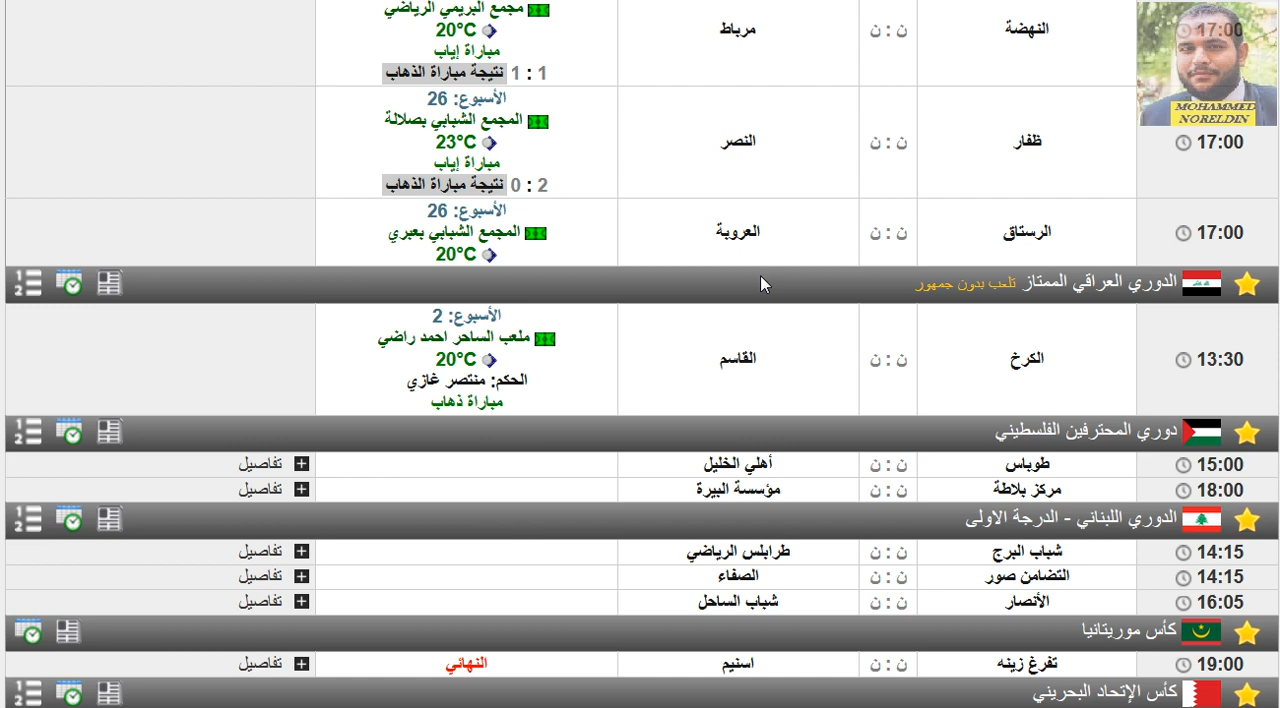 مجمع البريمي الرياضي
17:00 النهضة ن : ن مرباط
20°C
مباراة إياب
1 : 1 نتيجة مباراة الذهاب
MOHAMMED
NORELDIN
الأسبوع: 26
المجمع الشبابي بصلالة
17:00 ظفار ن : ن النصر
23°C
مباراة إياب
2 : 0 نتيجة مباراة الذهاب
الأسبوع: 26
17:00 الرستاق ن : ن العروبة
المجمع الشبابي بعبري
20°C
الدوري العراقي الممتاز تلعب بدون جمهور
الأسبوع: 2
ملعب الساحر احمد راضي
13:30 الكرخ ن : ن القاسم
20°C
الحكم: منتصر غازي
مباراة ذهاب
دوري المحترفين الفلسطيني
15:00 طوباس ن : ن أهلي الخليل تفاصيل
18:00 مركز بلاطة ن : ن مؤسسة البيرة تفاصيل
الدوري اللبناني - الدرجة الاولى
14:15 شباب البرج ن : ن طرابلس الرياضي تفاصيل
14:15 التضامن صور ن : ن الصفاء تفاصيل
16:05 الأنصار ن : ن شباب الساحل تفاصيل
كأس موريتانيا
19:00 تفرغ زينه ن : ن اسنيم النهائي تفاصيل
كأس الإتحاد البحريني